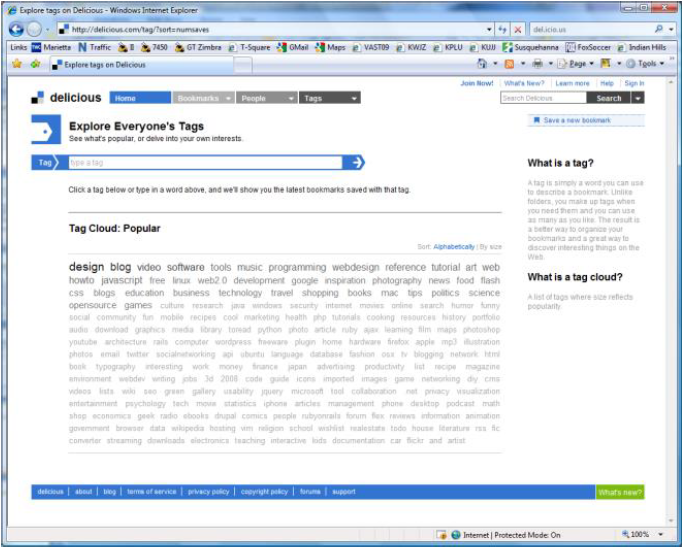 Explore tags on Delicious - Windows Internet Explorer
http://delicious.com/tag/?sort=numsaves
del.icio.us
Links Marietta Traffic II 7450 GT Zimbra T-Square GMail Maps VAST09 KWJZ KPLU KUJJ Susquehanna FoxSoccer Indian Hills
Explore tags on Delicious
Page Tools
Join Now! What's New? Learn more Help Sign In
delicious Home Bookmarks People Tags Search Delicious Search
Explore Everyone's Tags
See what's popular, or delve into your own interests.
Save a new bookmark
Tag type a tag
Click a tag below or type in a word above, and we'll show you the latest bookmarks saved with that tag.
Tag Cloud: Popular
Sort: Alphabetically | By size
design blog video software tools music programming webdesign reference tutorial art web
howto javascript free linux web2.0 development google inspiration photography news food flash
css blogs education business technology travel shopping books mac tips politics science
opensource games culture research java windows security internet movies online search humor funny
social community fun mobile recipes cool marketing health php tutorials cooking resources history portfolio
audio download graphics media library toread python photo article ruby ajax learning film maps photoshop
youtube architecture rails computer wordpress freeware plugin home hardware firefox apple mp3 illustration
photos email twitter socialnetworking api ubuntu language database fashion osx tv blogging network html
book typography interesting work money finance japan advertising productivity list recipe magazine
environment webdev writing jobs 3d 2008 code guide icons imported images game networking diy cms
videos lists wiki seo green gallery usability jquery microsoft tool collaboration .net privacy visualization
entertainment psychology tech movie statistics iphone articles management phone desktop podcast math
shop economics geek radio ebooks drupal comics people rubyonrails forum flex reviews information animation
government browser data wikipedia hosting vim religion school wishlist realestate todo house literature rss fic
converter streaming downloads electronics teaching interactive kids documentation car flickr and artist
What is a tag?
A tag is simply a word you can use
to describe a bookmark. Unlike
folders, you make up tags when
you need them and you can use
as many as you like. The result is
a better way to organize your
bookmarks and a great way to
discover interesting things on the
Web.
What is a tag cloud?
A list of tags where size reflects
popularity.
delicious | about | blog | terms of service | privacy policy | copyright policy | forums | support What's new?
Internet | Protected Mode: On 100%